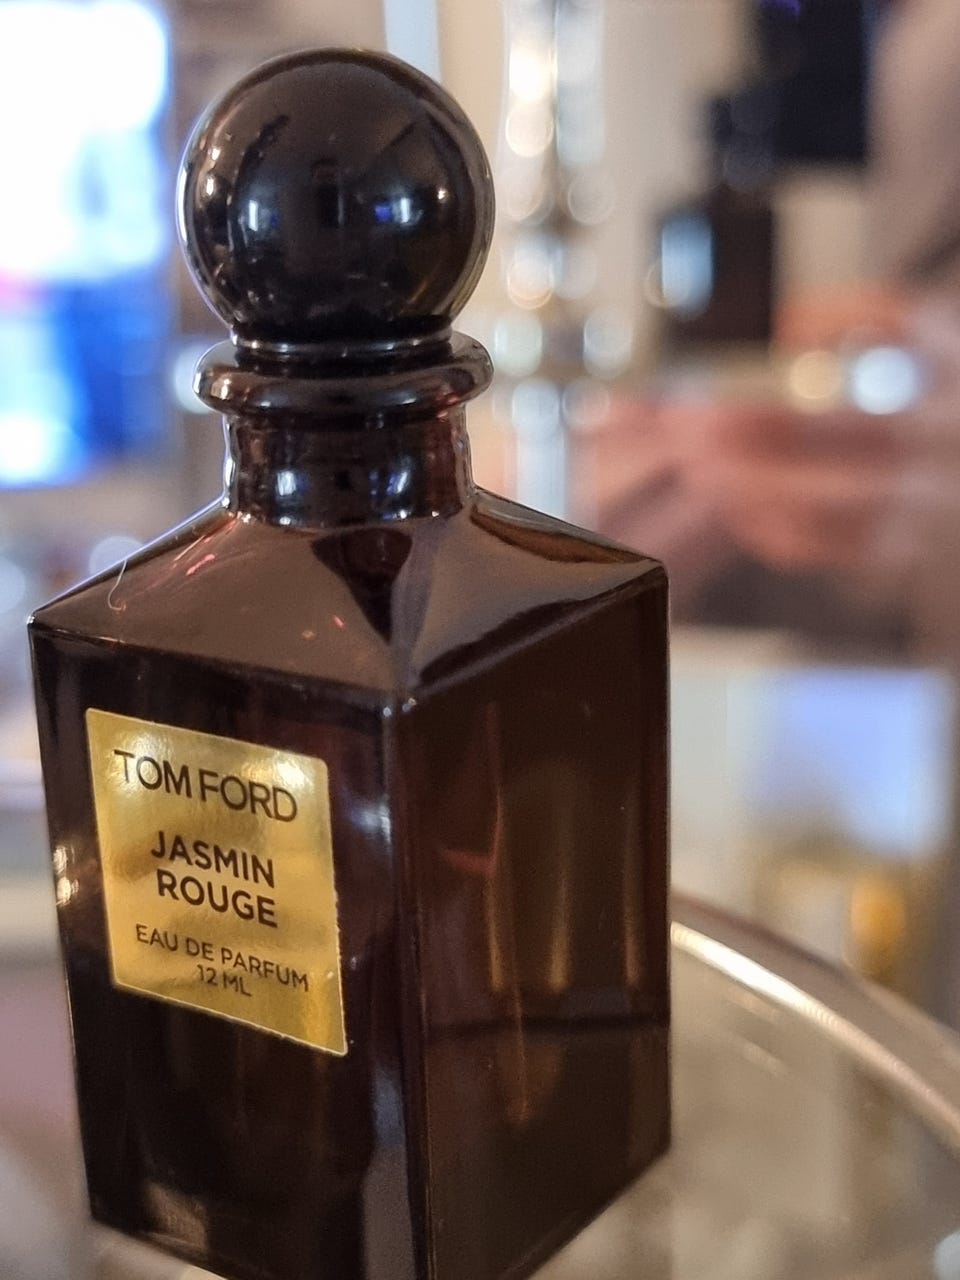 TOM FORD
JASMIN
ROUGE
EAU DE PARFUM
12 ML